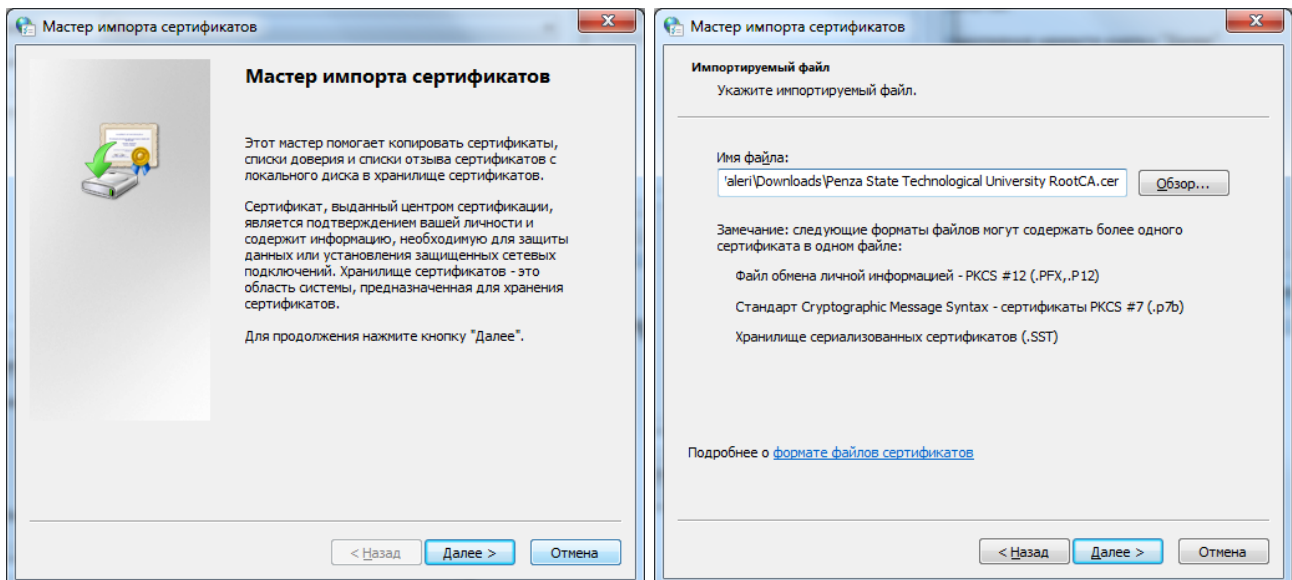 Мастер импорта сертификатов
Мастер импорта сертификатов
Этот мастер помогает копировать сертификаты,
списки доверия и списки отзыва сертификатов с
локального диска в хранилище сертификатов.
Сертификат, выданный центром сертификации,
является подтверждением вашей личности и
содержит информацию, необходимую для защиты
данных или установления защищенных сетевых
подключений. Хранилище сертификатов - это
область системы, предназначенная для хранения
сертификатов.
Для продолжения нажмите кнопку "Далее".
< Назад
Далее >
Отмена
Мастер импорта сертификатов
Импортируемый файл
Укажите импортируемый файл.
Имя файла:
'aleri\Downloads\Penza State Technological University RootCA.cer
Обзор...
Замечание: следующие форматы файлов могут содержать более одного
сертификата в одном файле:
Файл обмена личной информацией - PKCS #12 (.PFX,.P12)
Стандарт Cryptographic Message Syntax - сертификаты PKCS #7 (.p7b)
Хранилище сериализованных сертификатов (.SST)
Подробнее о формате файлов сертификатов
< Назад
Далее >
Отмена